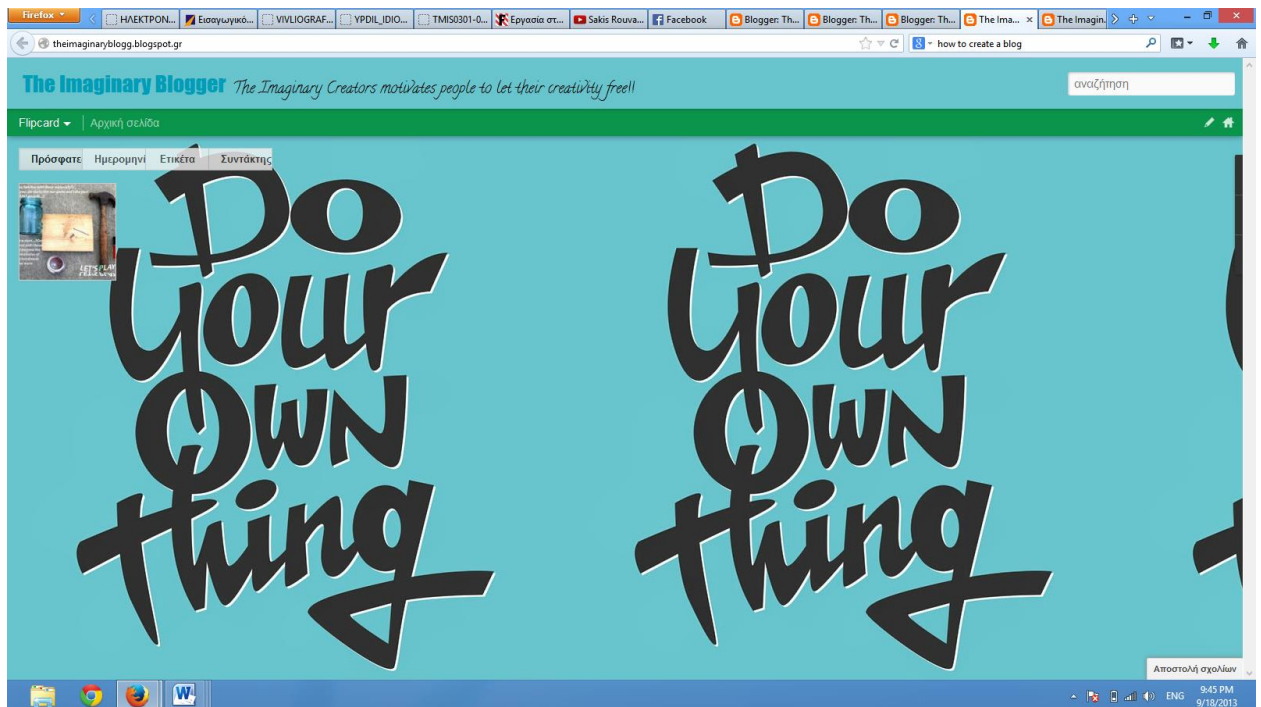 Firefox
ΗΛΕΚΤΡΟΝ...
Εισαγωγικό...
VIVLIOGRAF...
YPDIL_IDIO...
TMIS0301-0...
Εργασία στ...
Sakis Rouva...
Facebook
Blogger: Th...
Blogger: Th...
Blogger: Th...
The Ima...
The Imagin.
theimaginaryblogg.blogspot.gr
how to create a blog
The Imaginary Blogger The Imaginary Creators motivates people to let their creativity free!!
αναζήτηση
Flipcard Αρχική σελίδα
Πρόσφατε Ημερομηνί Ετικέτα Συντάκτης
LET'S PLAY
Do
Your
OWN
thing
Do
Your
OWN
thing
Αποστολή σχολίων
ENG
9:45 PM
9/18/2013